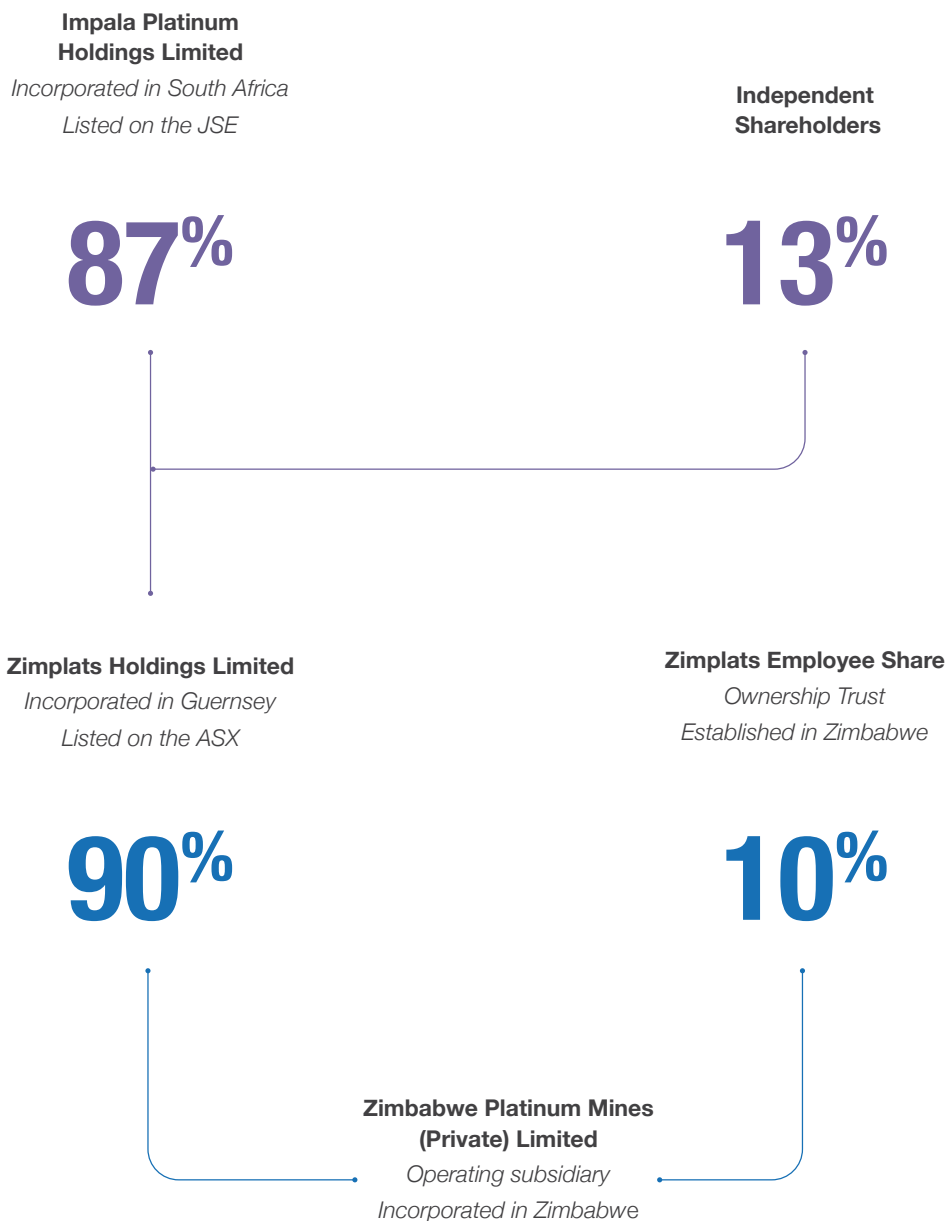 Impala Platinum
Holdings Limited
Incorporated in South Africa
Listed on the JSE
87%
Independent
Shareholders
13%
Zimplats Holdings Limited
Incorporated in Guernsey
Listed on the ASX
90%
Zimplats Employee Share
Ownership Trust
Established in Zimbabwe
10%
Zimbabwe Platinum Mines
(Private) Limited
Operating subsidiary
Incorporated in Zimbabwe